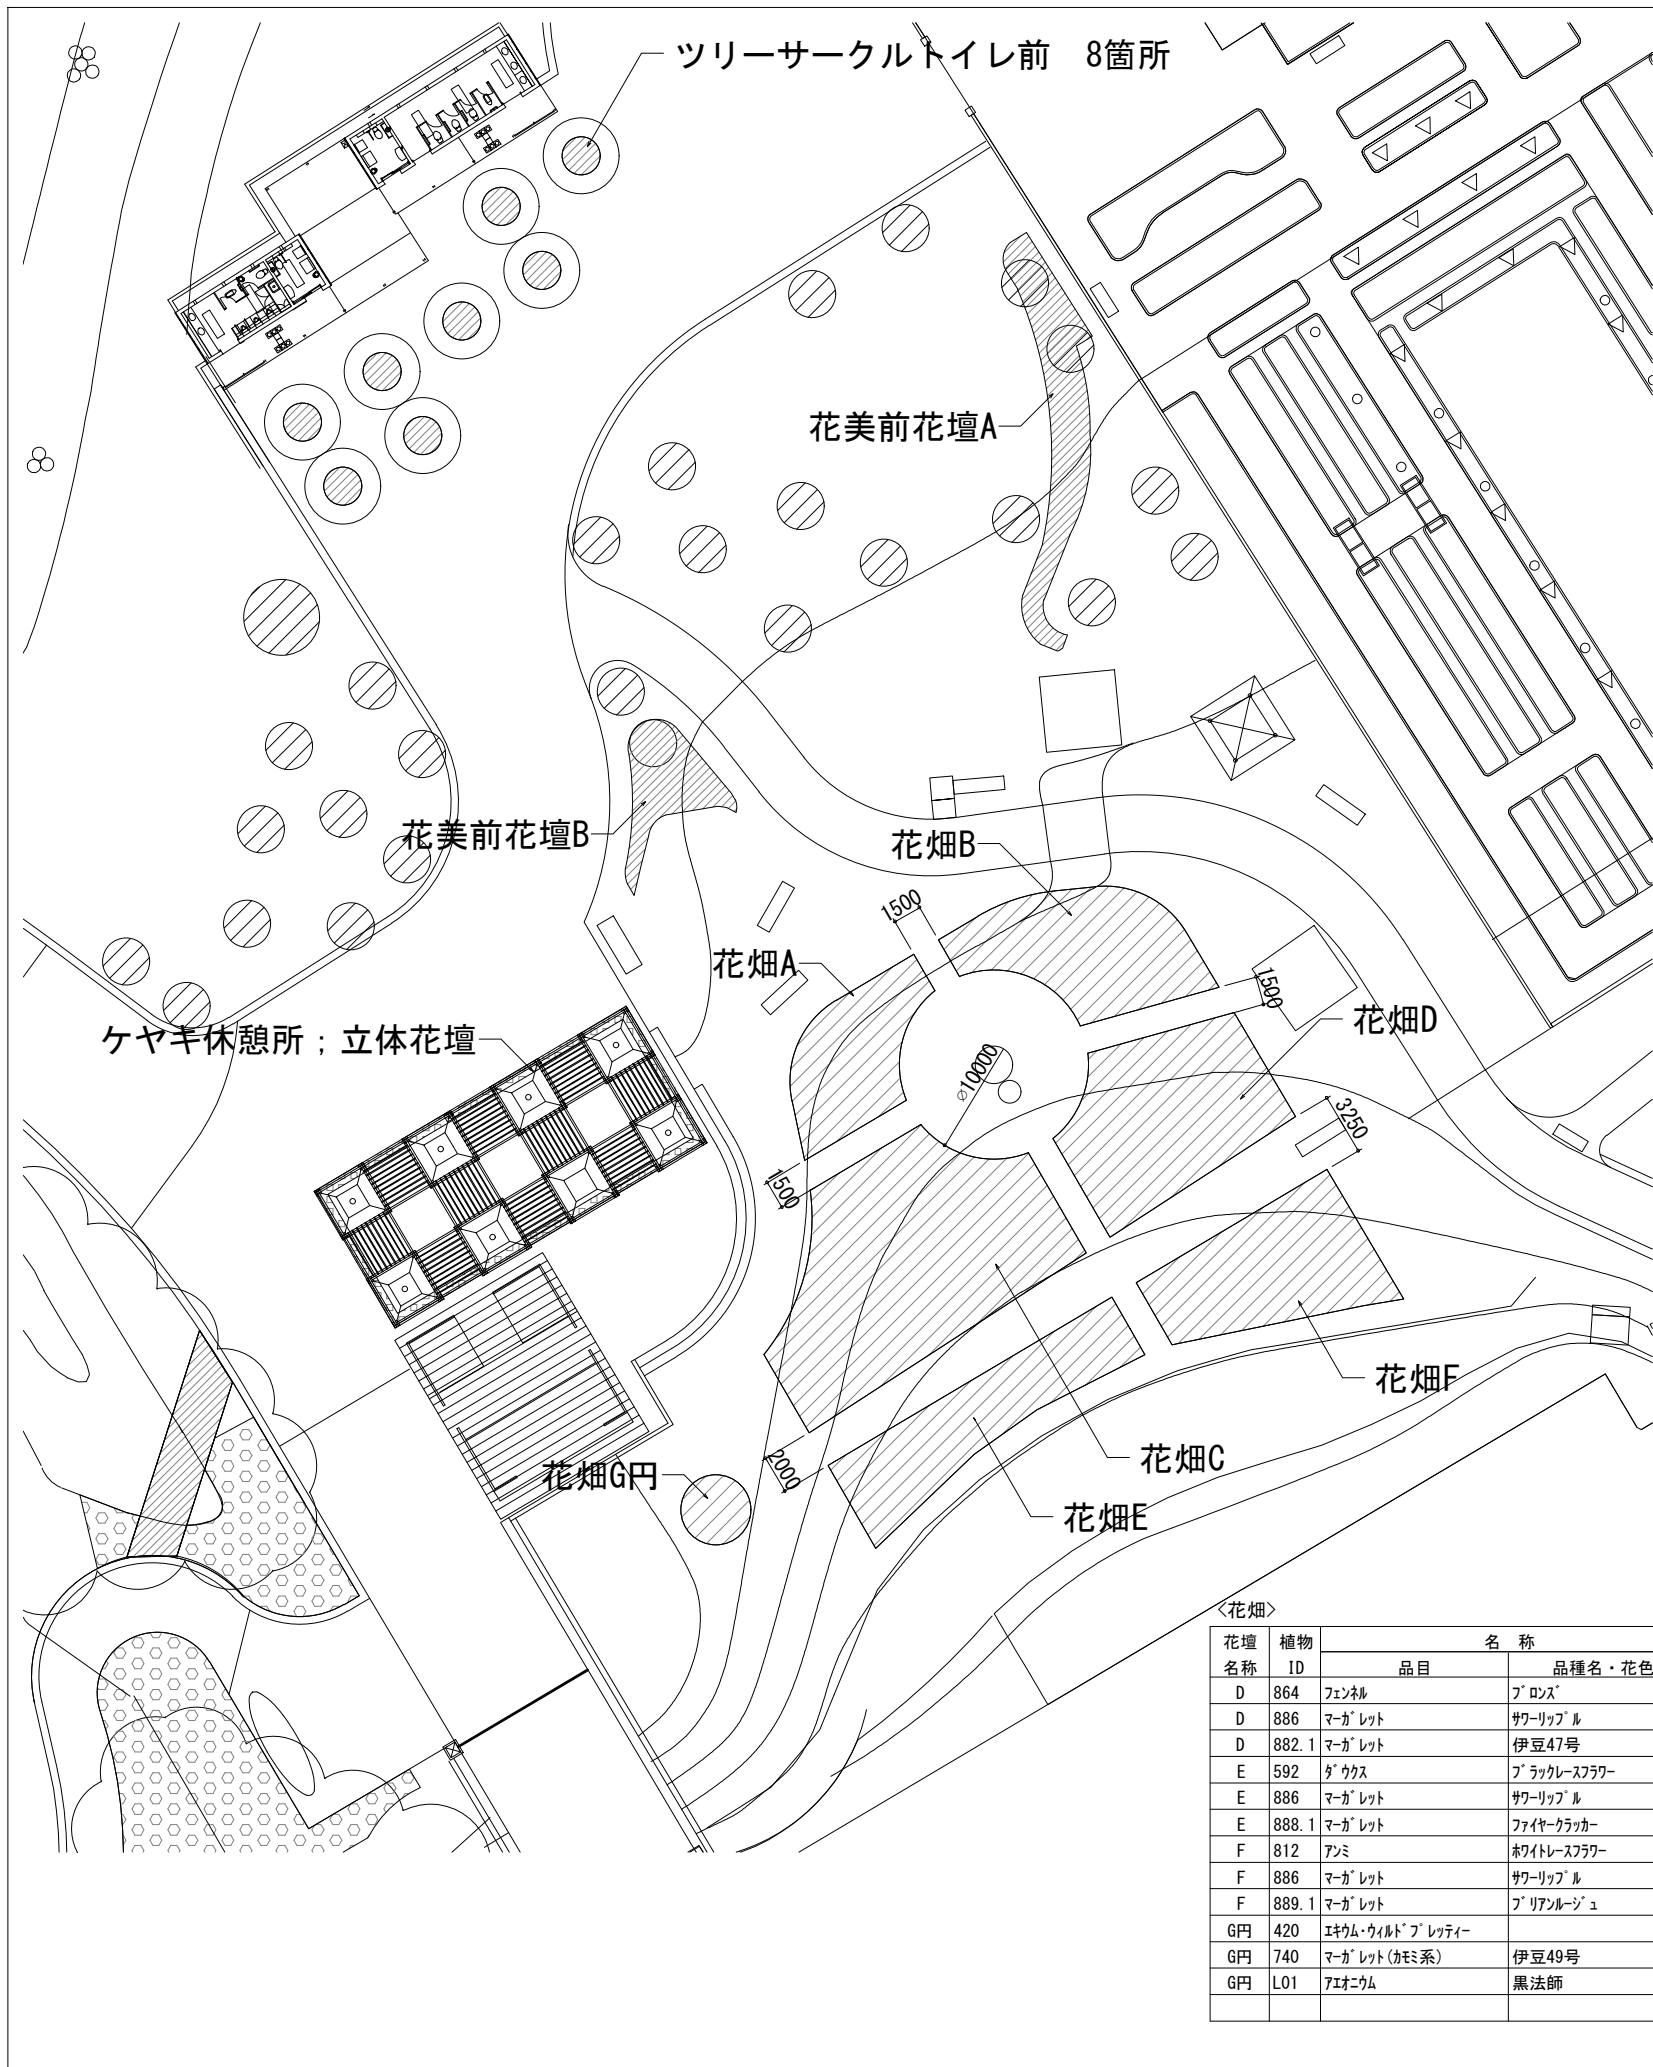 ツリーサークルトイレ前　8箇所
花美前花壇A
花美前花壇B
花畑B
1500
花畑A
1500
花畑D
ケヤキ休憩所；立体花壇
⌀10000
3250
1500
花畑F
花畑C
花畑G円
2000
花畑E
〈花畑〉
花壇 植物 名　称
名称 ID 品目 品種名・花色
D 864 ﾌｪﾝﾈﾙ ﾌﾞﾛﾝｽﾞ
D 886 ﾏｰｶﾞﾚｯﾄ ｻﾜｰﾘｯﾌﾟﾙ
D 882.1 ﾏｰｶﾞﾚｯﾄ 伊豆47号
E 592 ﾀﾞｳｸｽ ﾌﾞﾗｯｸﾚｰｽﾌﾗﾜｰ
E 886 ﾏｰｶﾞﾚｯﾄ ｻﾜｰﾘｯﾌﾟﾙ
E 888.1 ﾏｰｶﾞﾚｯﾄ ﾌｧｲﾔｰｸﾗｯｶｰ
F 812 ｱﾝﾐ ﾎﾜｲﾄﾚｰｽﾌﾗﾜｰ
F 886 ﾏｰｶﾞﾚｯﾄ ｻﾜｰﾘｯﾌﾟﾙ
F 889.1 ﾏｰｶﾞﾚｯﾄ ﾌﾞﾘｱﾝﾙｰｼﾞｭ
G円 420 ｴｷｳﾑ･ｳｨﾙﾄﾞﾌﾟﾚｯﾃｨｰ
G円 740 ﾏｰｶﾞﾚｯﾄ(ｶﾓﾐ系) 伊豆49号
G円 L01 ｱｴｵﾆｳﾑ 黒法師